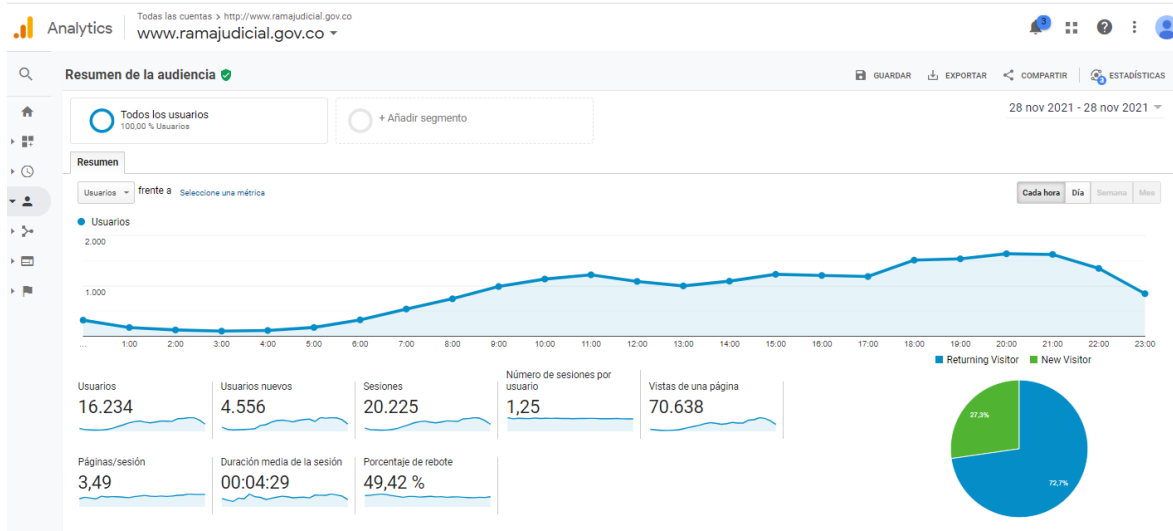 Todas las cuentas > http://www.ramajudicial.gov.co
Analytics
www.ramajudicial.gov.co
3
Resumen de la audiencia
GUARDAR
EXPORTAR
COMPARTIR
3
ESTADÍSTICAS
Todos los usuarios
100,00 % Usuarios
+ Añadir segmento
28 nov 2021 - 28 nov 2021
Resumen
Usuarios frente a Seleccione una métrica
Cada hora Día Semana Mes
Usuarios
2.000
1.000
... 1:00 2:00 3:00 4:00 5:00 6:00 7:00 8:00 9:00 10:00 11:00 12:00 13:00 14:00 15:00 16:00 17:00 18:00 19:00 20:00 21:00 22:00 23:00
Returning Visitor New Visitor
Usuarios
16.234
Usuarios nuevos
4.556
Sesiones
20.225
Número de sesiones por
usuario
1,25
Vistas de una página
70.638
Páginas/sesión
3,49
Duración media de la sesión
00:04:29
Porcentaje de rebote
49,42 %
27,3%
72,7%